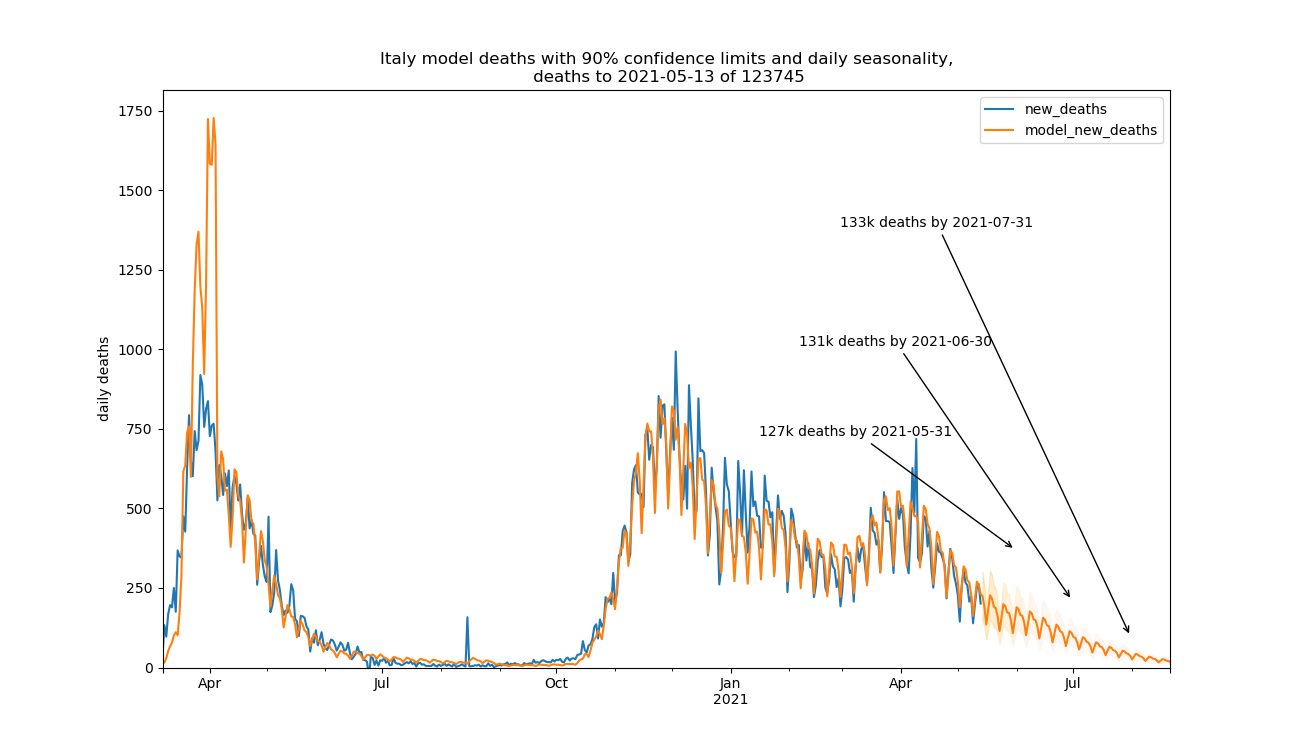 Italy model deaths with 90% confidence limits and daily seasonality,
deaths to 2021-05-13 of 123745
new_deaths
model_new_deaths
daily deaths
1750
1500
1250
1000
750
500
250
0
133k deaths by 2021-07-31
131k deaths by 2021-06-30
127k deaths by 2021-05-31
Apr
Jul
Oct
Jan
2021
Apr
Jul